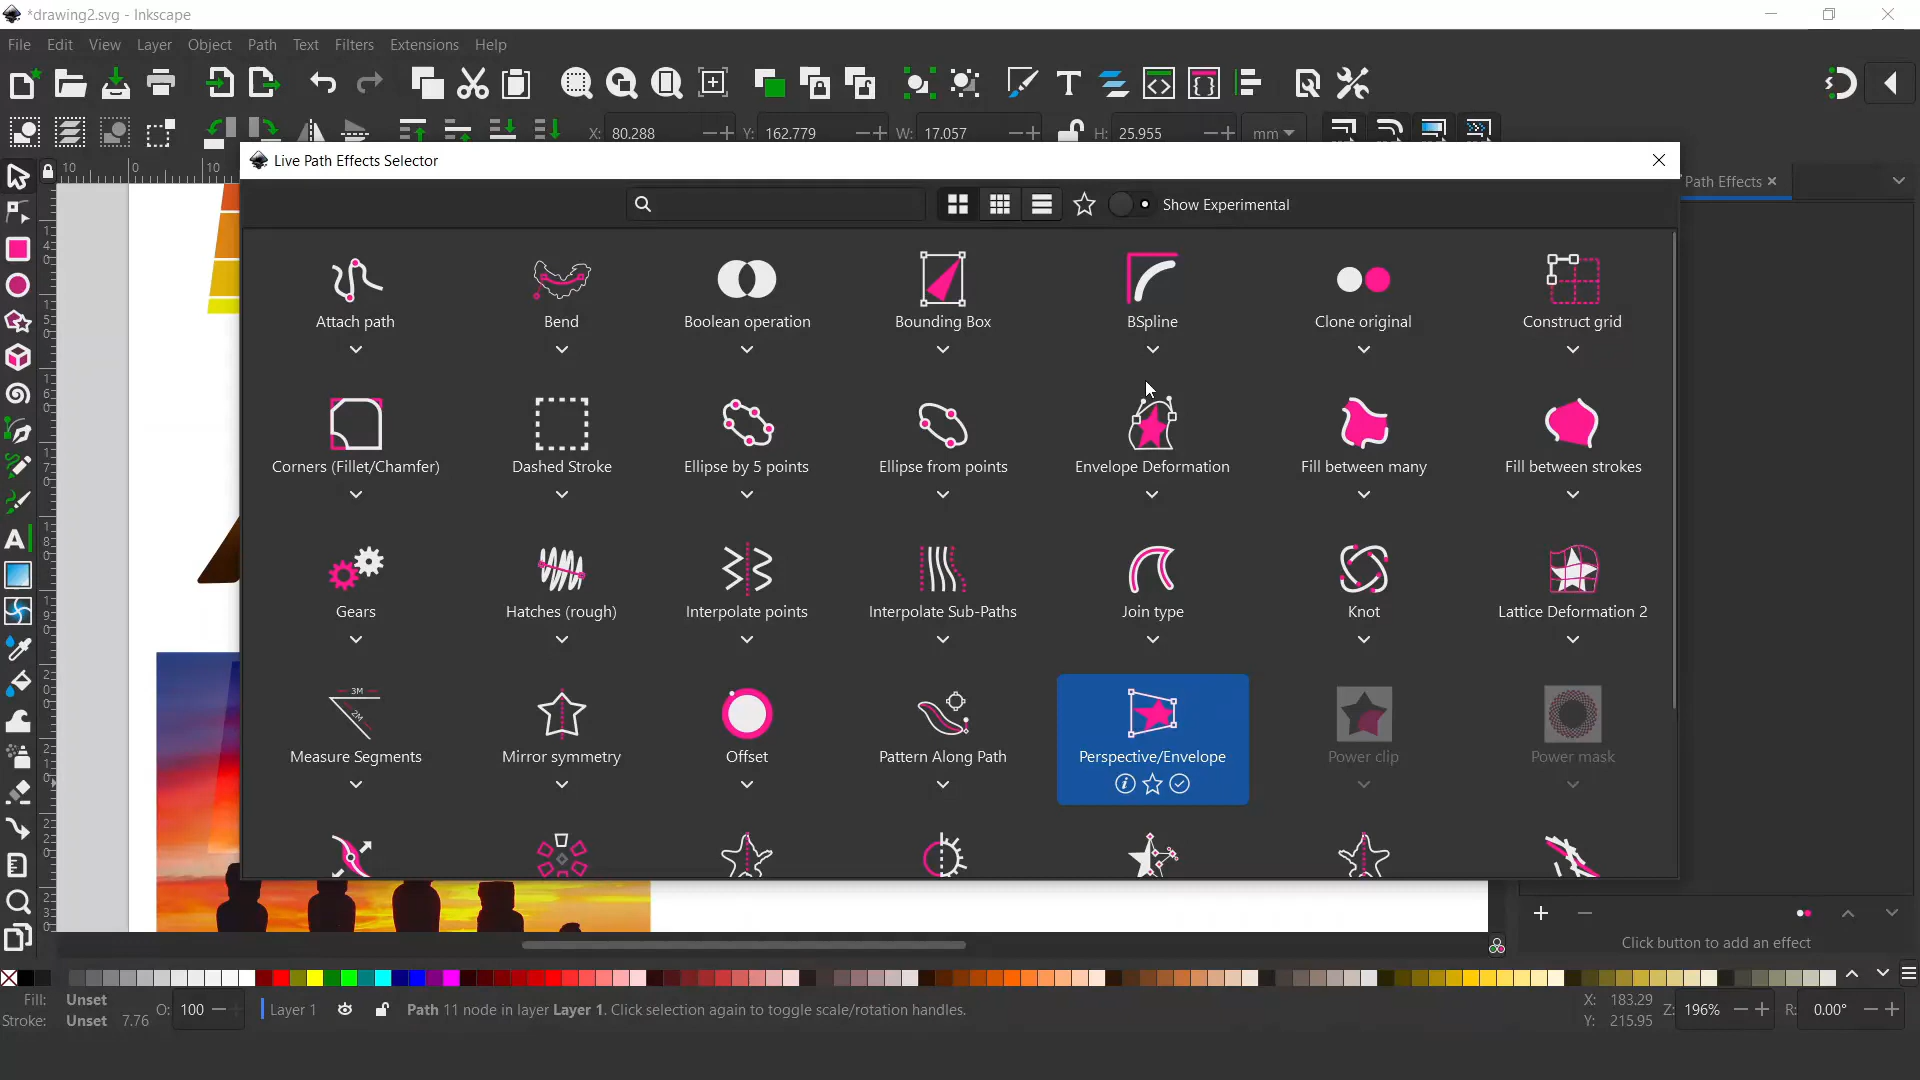 *drawing2.svg - Inkscape
File Edit View Layer Object Path Text Filters Extensions Help
X: 80.288 Y: 162.779 W: 17.057 H: 25.955 mm
10 0 10
Live Path Effects Selector
Path Effects
Show Experimental
Attach path Bend Boolean operation Bounding Box BSpline Clone original Construct grid
Corners (Fillet/Chamfer) Dashed Stroke Ellipse by 5 points Ellipse from points Envelope Deformation Fill between many Fill between strokes
Gears Hatches (rough) Interpolate points Interpolate Sub-Paths Join type Knot Lattice Deformation 2
3M
2M
Measure Segments Mirror symmetry Offset Pattern Along Path Perspective/Envelope Power clip Power mask
Click button to add an effect
Fill: Unset
Stroke: Unset 7.76
O: 100
Layer 1
Path 11 node in layer Layer 1. Click selection again to toggle scale/rotation handles.
X: 183.29
Y: 215.95
Z: 196%
R: 0.00°